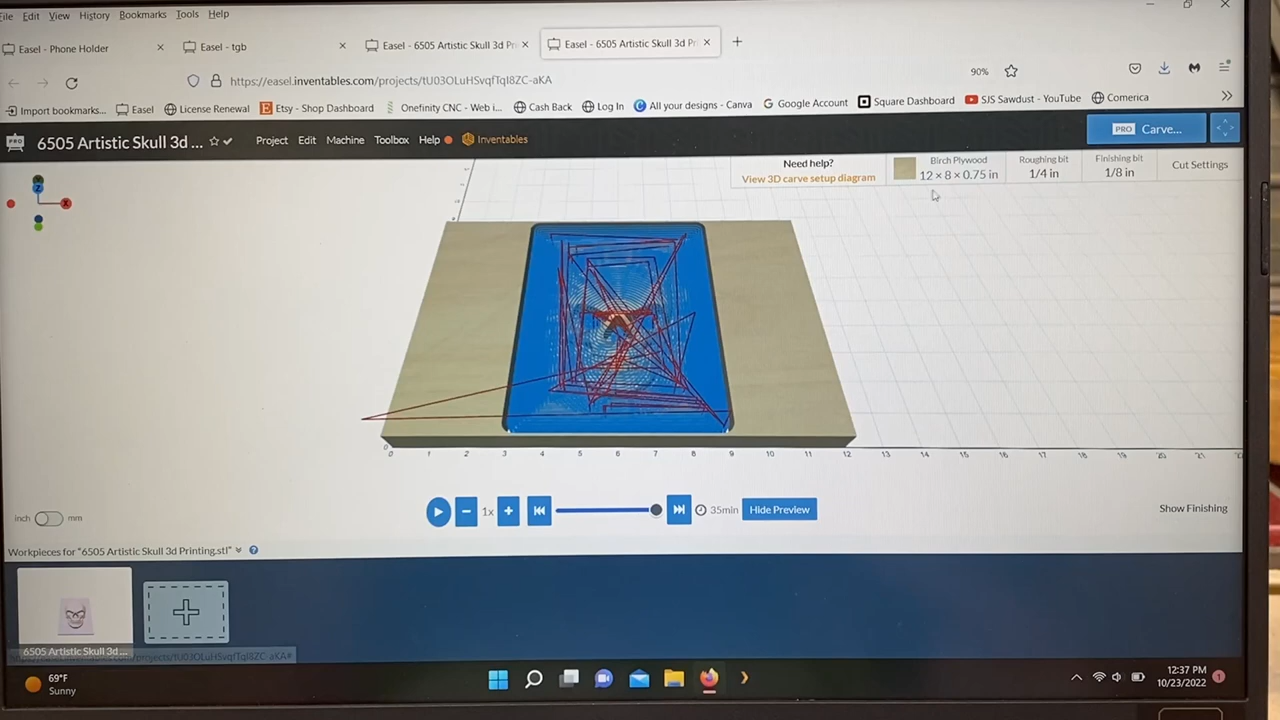 File Edit View History Bookmarks Tools Help
Easel - Phone Holder
Easel - tgb
Easel - 6505 Artistic Skull 3d Pri
Easel - 6505 Artistic Skull 3d Pr
https://easel.inventables.com/projects/tU03OLuHSvqfTqI8ZC-aKA
90%
Import bookmarks... Easel License Renewal Etsy - Shop Dashboard Onefinity CNC - Web i... Cash Back Log In All your designs - Canva Google Account Square Dashboard SJS Sawdust - YouTube Comerica
PRO 6505 Artistic Skull 3d ... Project Edit Machine Toolbox Help Inventables PRO Carve...
Need help?
View 3D carve setup diagram
Birch Plywood
12 × 8 × 0.75 in
Roughing bit
1/4 in
Finishing bit
1/8 in
Cut Settings
Z
X
0 1 2 3 4 5 6 7 8 9 10 11 12 13 14 15 16 17 18 19 20 21
inch mm
1x
35min
Hide Preview
Show Finishing
Workpieces for "6505 Artistic Skull 3d Printing.stl"
6505 Artistic Skull 3d ...
69°F
Sunny
12:37 PM
10/23/2022
1